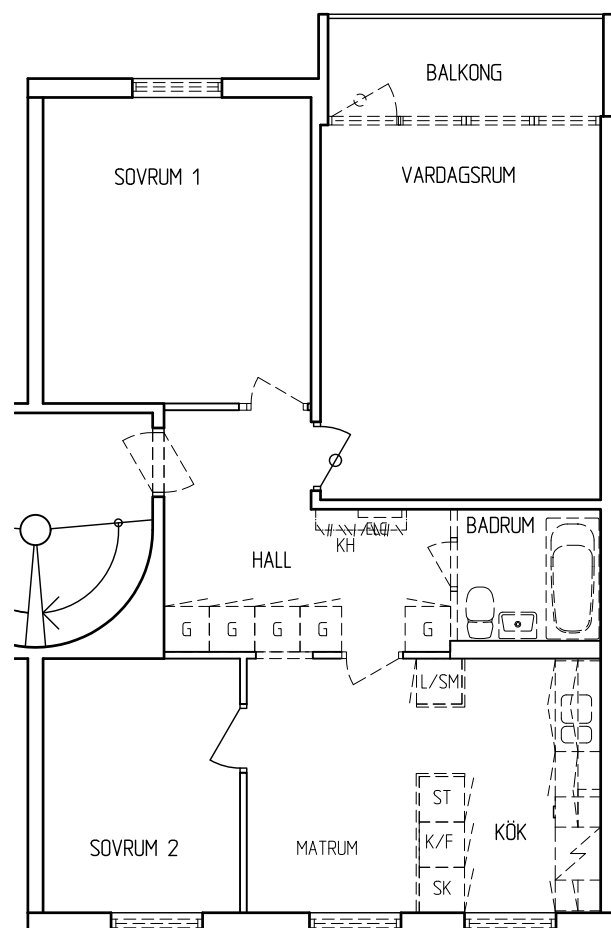 BALKONG
SOVRUM 1
VARDAGSRUM
BADRUM
KH
HALL
G G G G G
L/SM
ST
K/F
SK
KÖK
SOVRUM 2
MATRUM